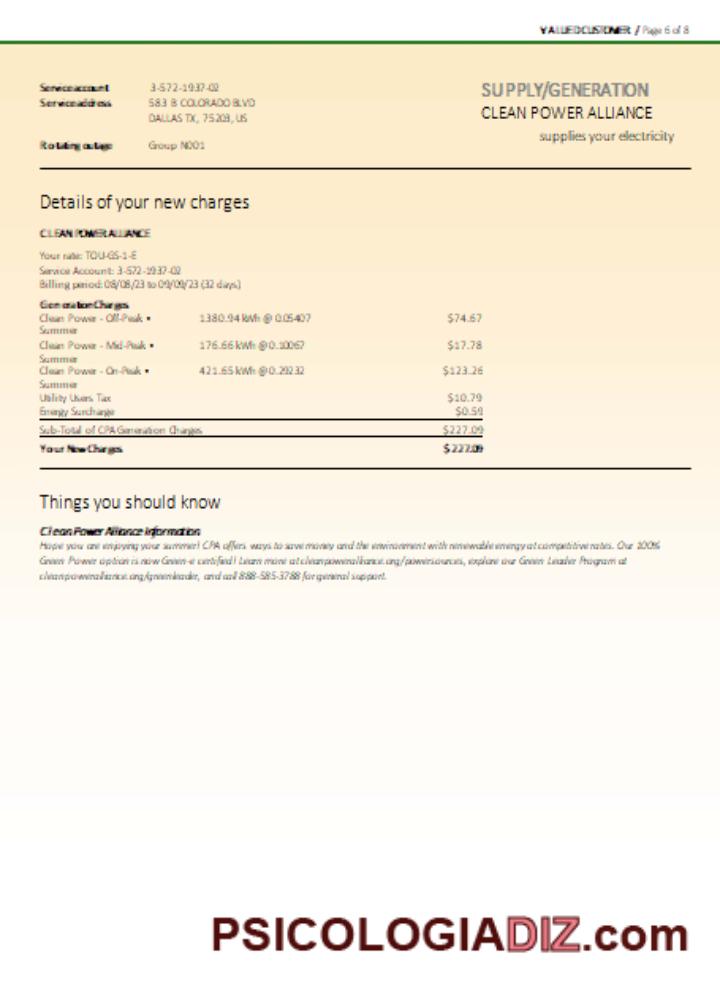 VALUED CUSTOMER / Page 6 of 8
Service account 3-572-1937-02
Service address 583 B COLORADO BLVD
DALLAS TX, 75203, US
Rotating outage Group N001
SUPPLY/GENERATION
CLEAN POWER ALLIANCE
supplies your electricity
Details of your new charges
CLEAN POWER ALLIANCE
Your rate: TOU-GS-1-E
Service Account: 3-572-1937-02
Billing period: 08/08/23 to 09/09/23 (32 days)
Generation Charges
Clean Power - Off-Peak • 1380.94 kWh @ 0.05407 $74.67
Summer
Clean Power - Mid-Peak • 176.66 kWh @ 0.10067 $17.78
Summer
Clean Power - On-Peak • 421.65 kWh @ 0.29232 $123.26
Summer
Utility Users Tax $10.79
Energy Surcharge $0.59
Sub-Total of CPA Generation Charges $227.09
Your New Charges $227.09
Things you should know
Clean Power Alliance Information
Hope you are enjoying your summer! CPA offers ways to save money and the environment with renewable energy at competitive rates. Our 100%
Green Power option is now Green-e certified! Learn more at cleanpoweralliance.org/powersources, explore our Green Leader Program at
cleanpoweralliance.org/greenleader, and call 888-585-3788 for general support.
PSICOLOGIADIZ.com